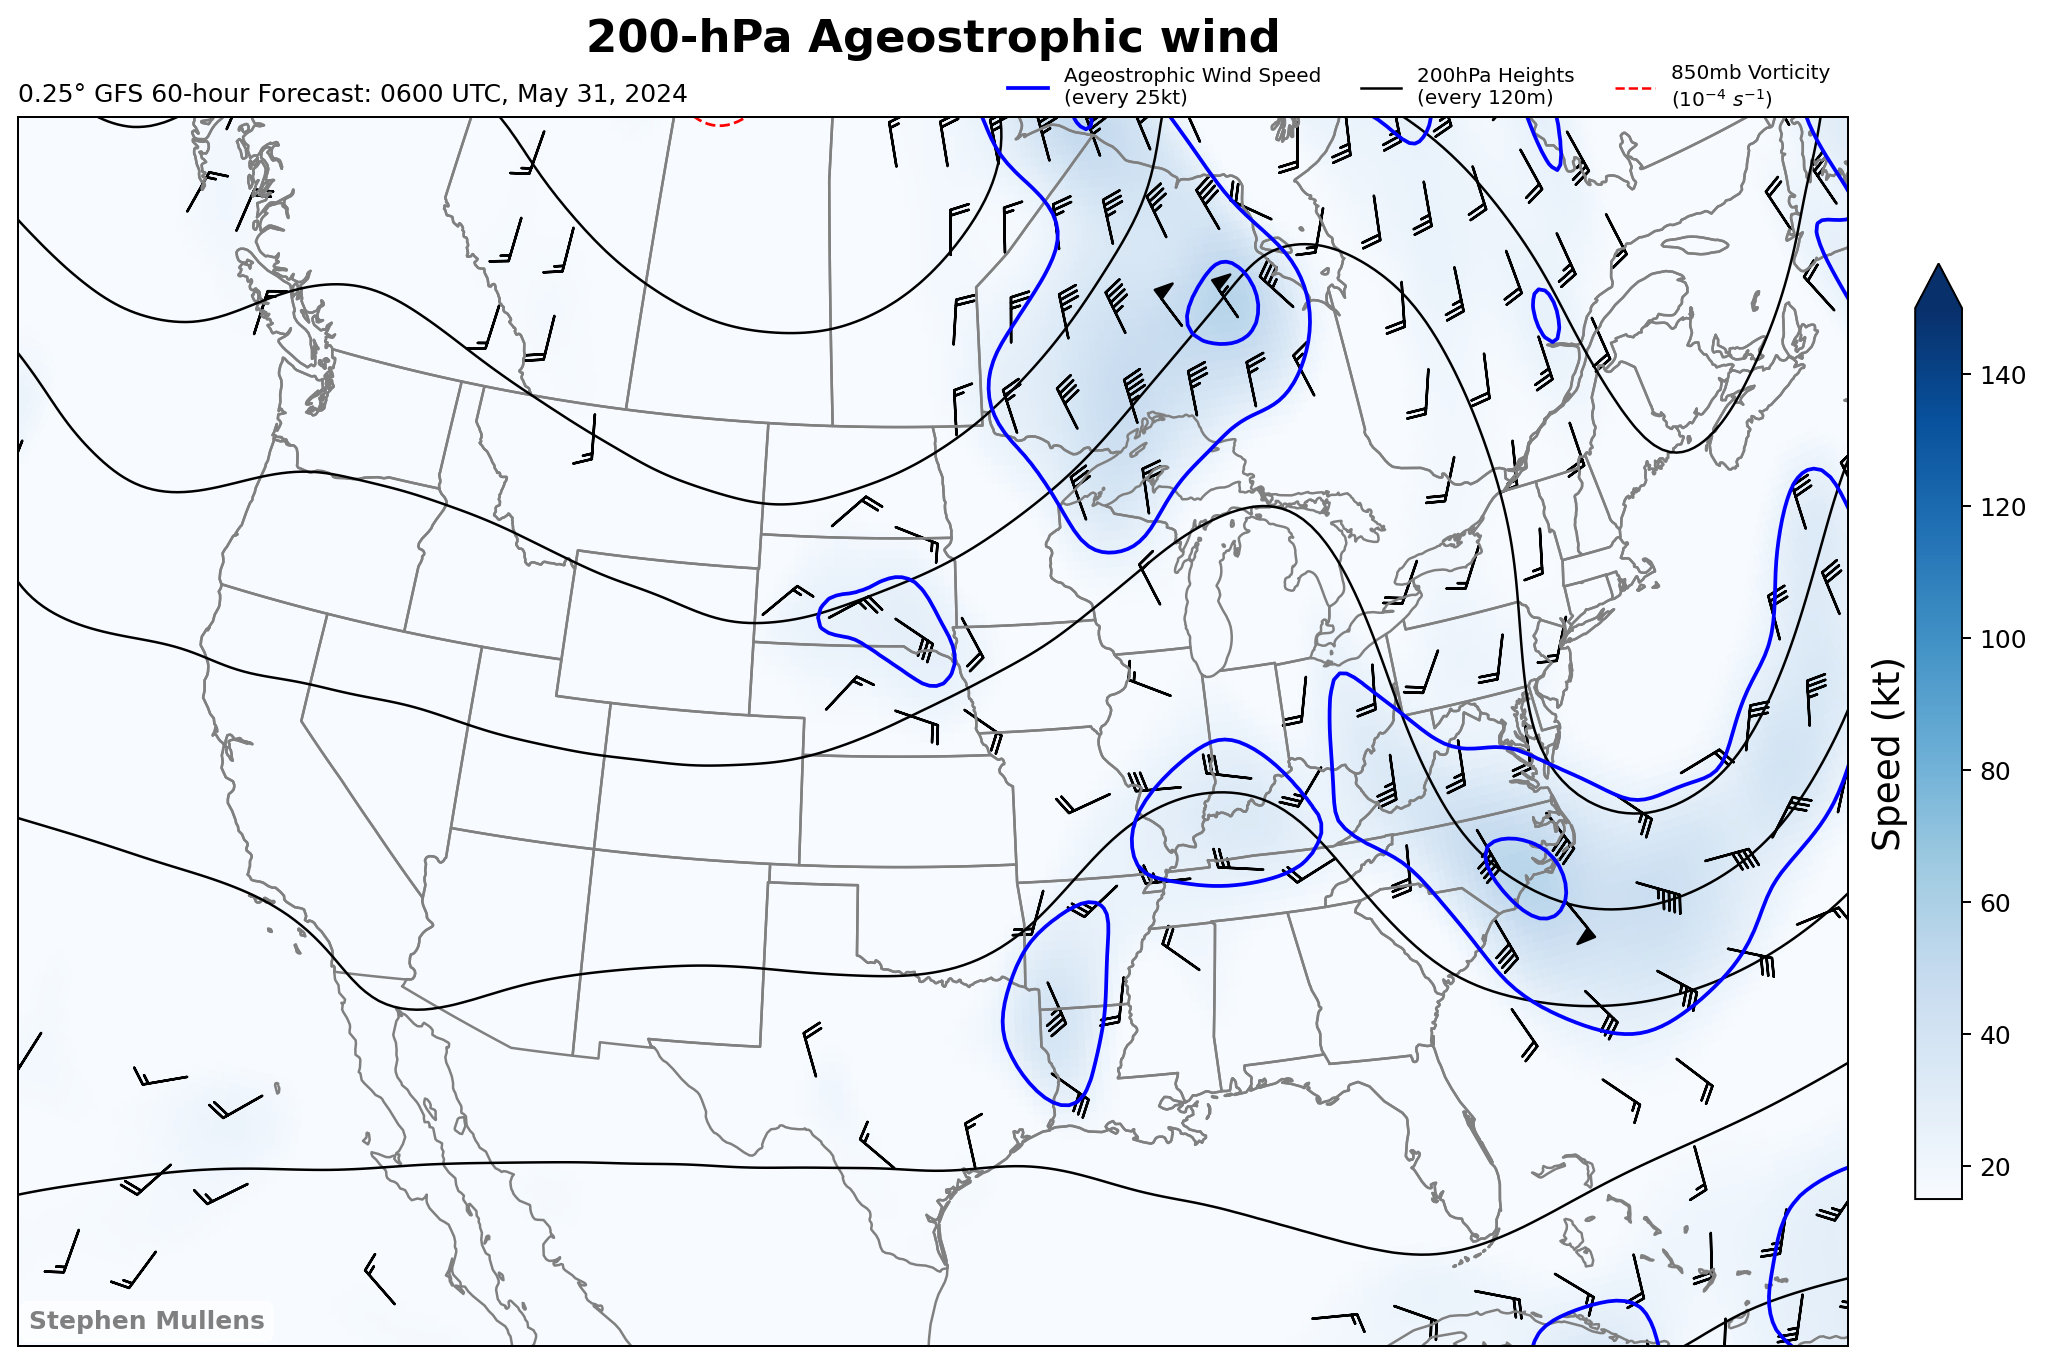 200-hPa Ageostrophic wind
0.25° GFS 60-hour Forecast: 0600 UTC, May 31, 2024
Ageostrophic Wind Speed
(every 25kt)
200hPa Heights
(every 120m)
850mb Vorticity
(10⁻⁴ s⁻¹)
140
120
100
80
60
40
20
Speed (kt)
Stephen Mullens